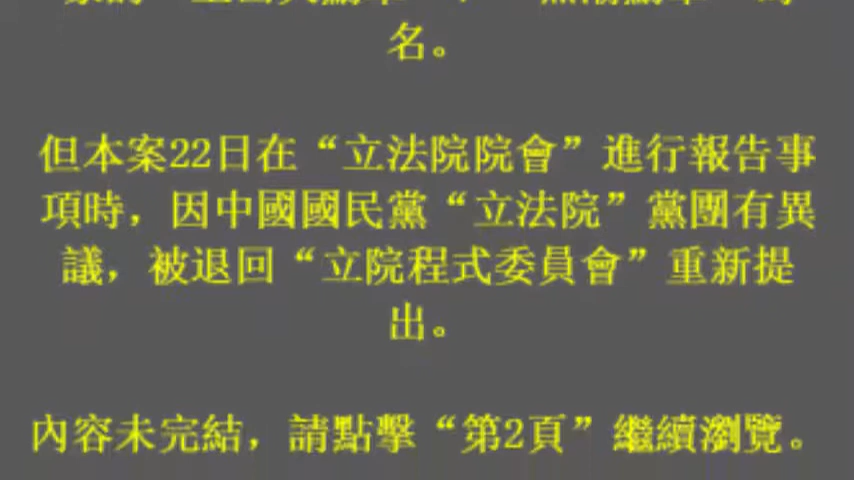 名。
但本案22日在“立法院院會”進行報告事
項時，因中國國民黨“立法院”黨團有異
議，被退回“立院程式委員會”重新提
出。
內容未完結，請點擊“第2頁”繼續瀏覽。